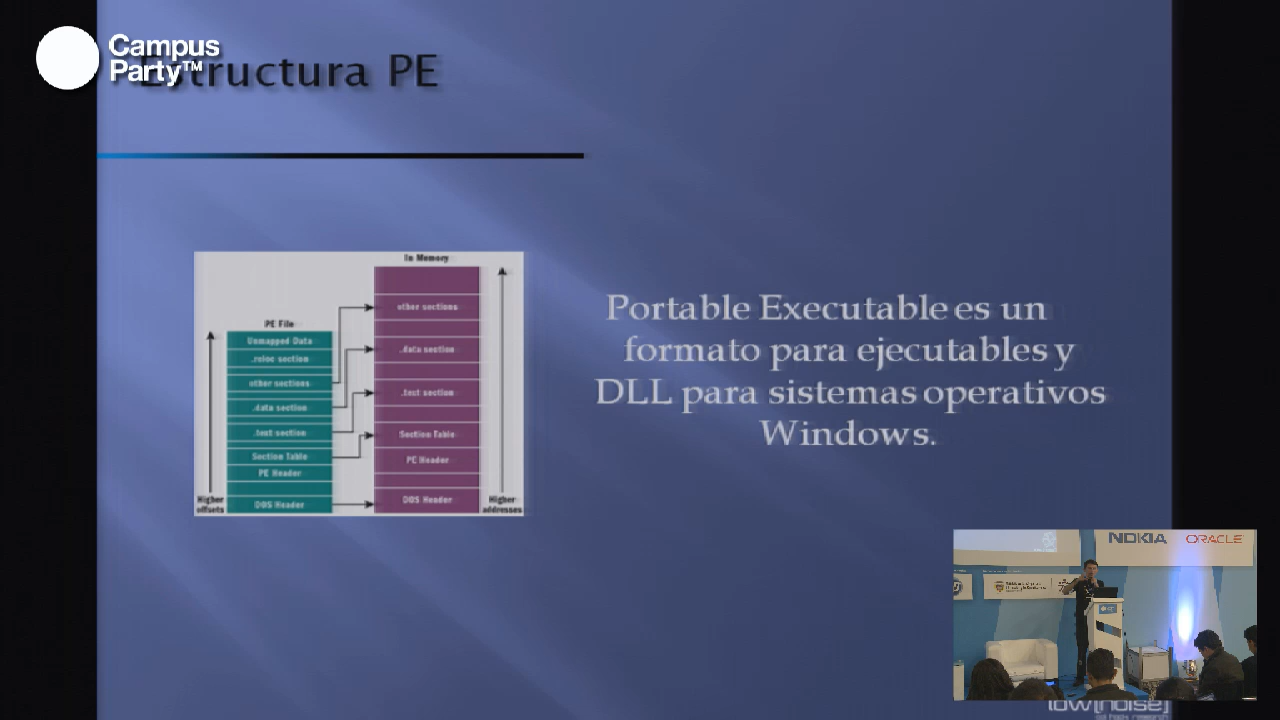 Campus
Party™
Estructura PE
In Memory
other sections
PE File
Unmapped Data
.reloc section
other sections
.data section
.data section
.text section
.text section
Section Table
Section Table
PE Header
PE Header
DOS Header
DOS Header
Higher
offsets
Higher
addresses
Portable Executable es un
formato para ejecutables y
DLL para sistemas operativos
Windows.
NOKIA ORACLE
low[noise]